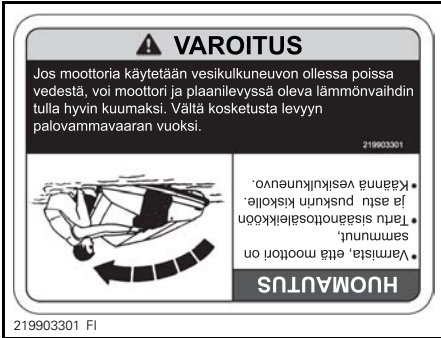 VAROITUS
Jos moottoria käytetään vesikulkuneuvon ollessa poissa
vedestä, voi moottori ja plaanilevyssä oleva lämmönvaihdin
tulla hyvin kuumaksi. Vältä kosketusta levyyn
palovammavaaran vuoksi.
219903301
HUOMAUTUS
• Varmista, että moottori on
sammunut,
• Tartu sisäänottosäleikköön
ja astu puskurin kiskolle.
• Käännä vesikulkuneuvo.
219903301 FI